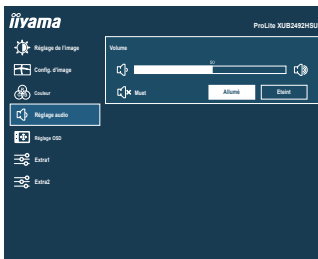 iiyama
ProLite XUB2492HSU
Réglage de l'image
Volume
50
Config. d'image
Couleur
Must
Allumé
Eteint
Réglage audio
Réglage OSD
Extra1
Extra2